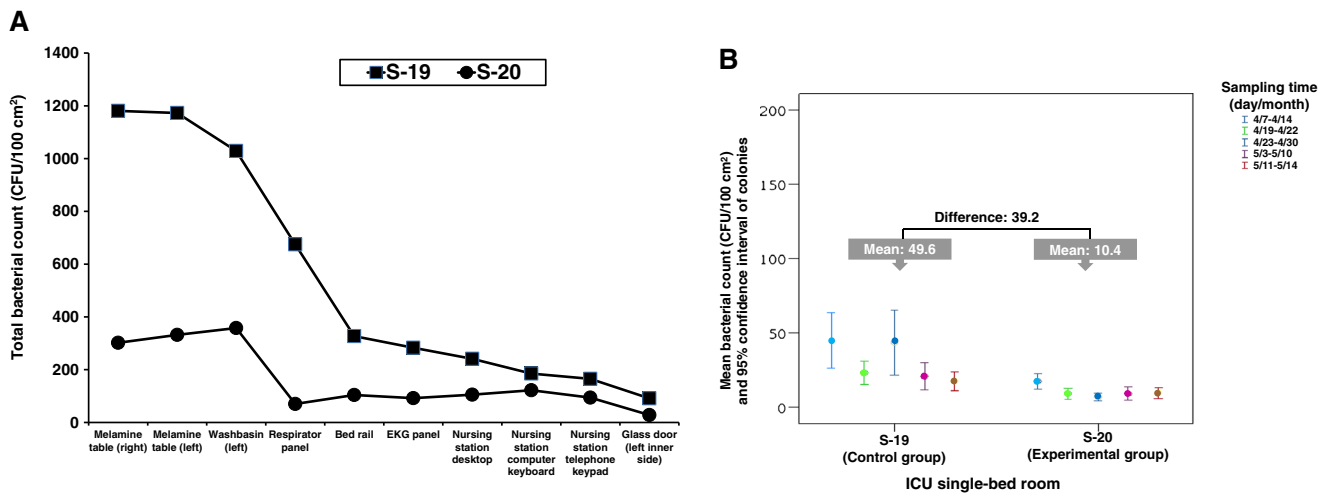 A
Total bacterial count (CFU/100 cm²)
1400
1200
1000
800
600
400
200
0
S-19 S-20
Melamine table (right)
Melamine table (left)
Washbasin (left)
Respirator panel
Bed rail
EKG panel
Nursing station desktop
Nursing station computer keyboard
Nursing station telephone keypad
Glass door (left inner side)
B
Mean bacterial count (CFU/100 cm²)
and 95% confidence interval of colonies
200
150
100
50
0
Difference: 39.2
Mean: 49.6
Mean: 10.4
S-19
(Control group)
S-20
(Experimental group)
ICU single-bed room
Sampling time
(day/month)
4/7-4/14
4/19-4/22
4/23-4/30
5/3-5/10
5/11-5/14